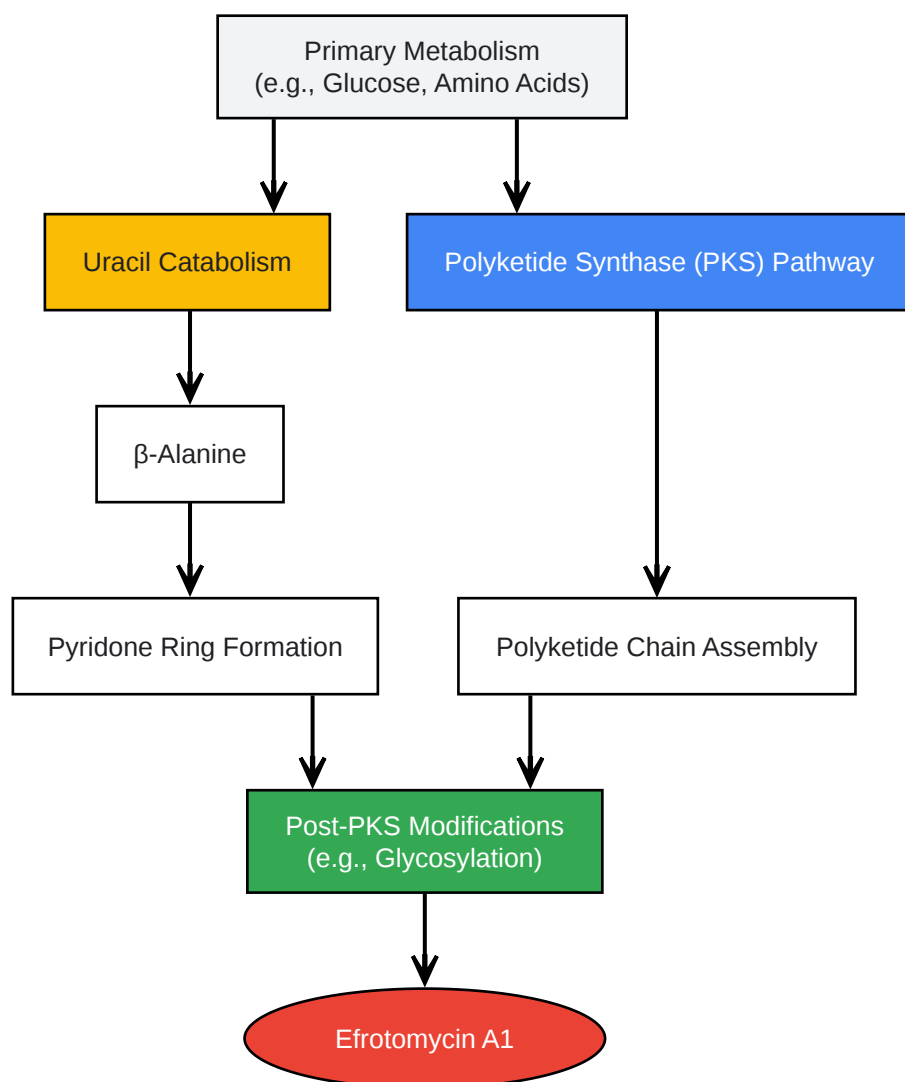 Primary Metabolism
(e.g., Glucose, Amino Acids)
Uracil Catabolism
Polyketide Synthase (PKS) Pathway
β-Alanine
Pyridone Ring Formation
Polyketide Chain Assembly
Post-PKS Modifications
(e.g., Glycosylation)
Efrotomycin A1